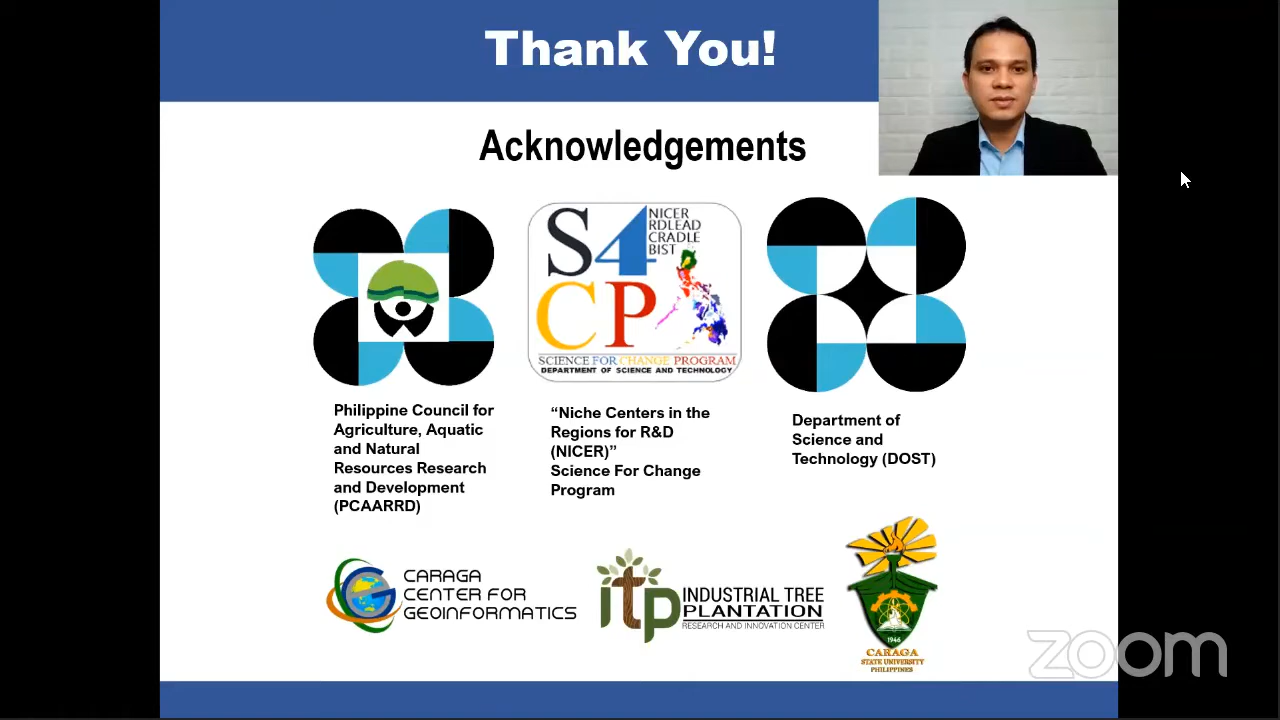 Thank You!
Acknowledgements
S4
NICER
RDLEAD
CRADLE
BIST
CP
SCIENCE FOR CHANGE PROGRAM
DEPARTMENT OF SCIENCE AND TECHNOLOGY
Philippine Council for
Agriculture, Aquatic
and Natural
Resources Research
and Development
(PCAARRD)
“Niche Centers in the
Regions for R&D
(NICER)”
Science For Change
Program
Department of
Science and
Technology (DOST)
CARAGA
CENTER FOR
GEOINFORMATICS
itp
INDUSTRIAL TREE
PLANTATION
RESEARCH AND INNOVATION CENTER
1946
CARAGA
STATE UNIVERSITY
PHILIPPINES
zoom